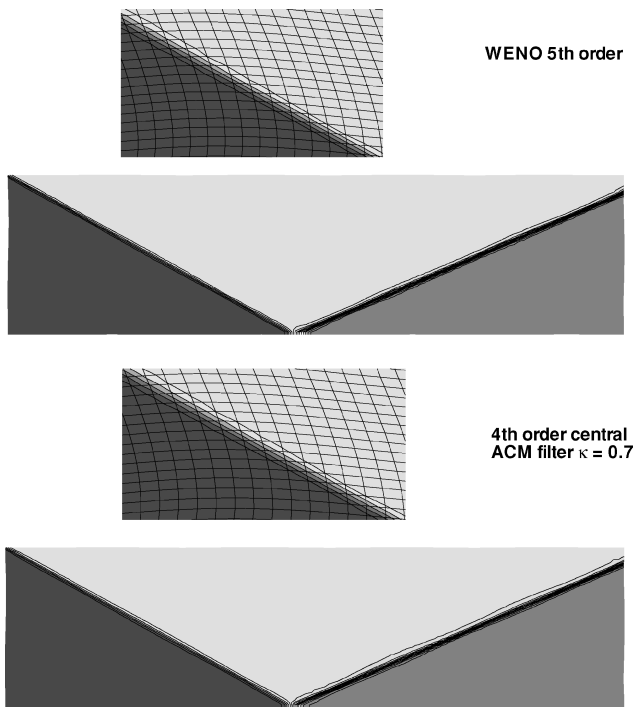 WENO 5th order
4th order central
ACM filter κ = 0.7